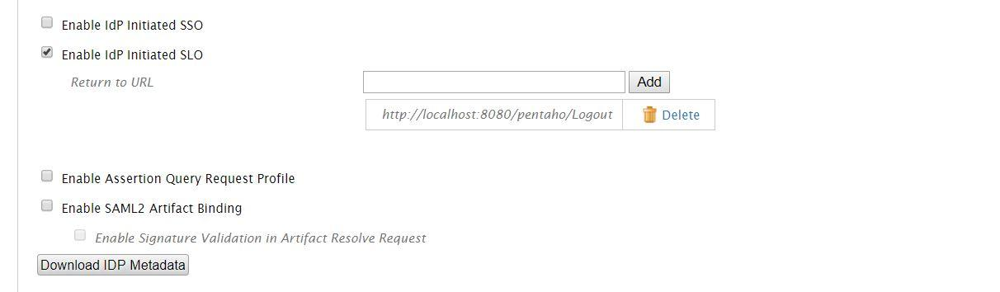 Enable IdP Initiated SSO
Enable IdP Initiated SLO
Return to URL
Add
http://localhost:8080/pentaho/Logout
Delete
Enable Assertion Query Request Profile
Enable SAML2 Artifact Binding
Enable Signature Validation in Artifact Resolve Request
Download IDP Metadata